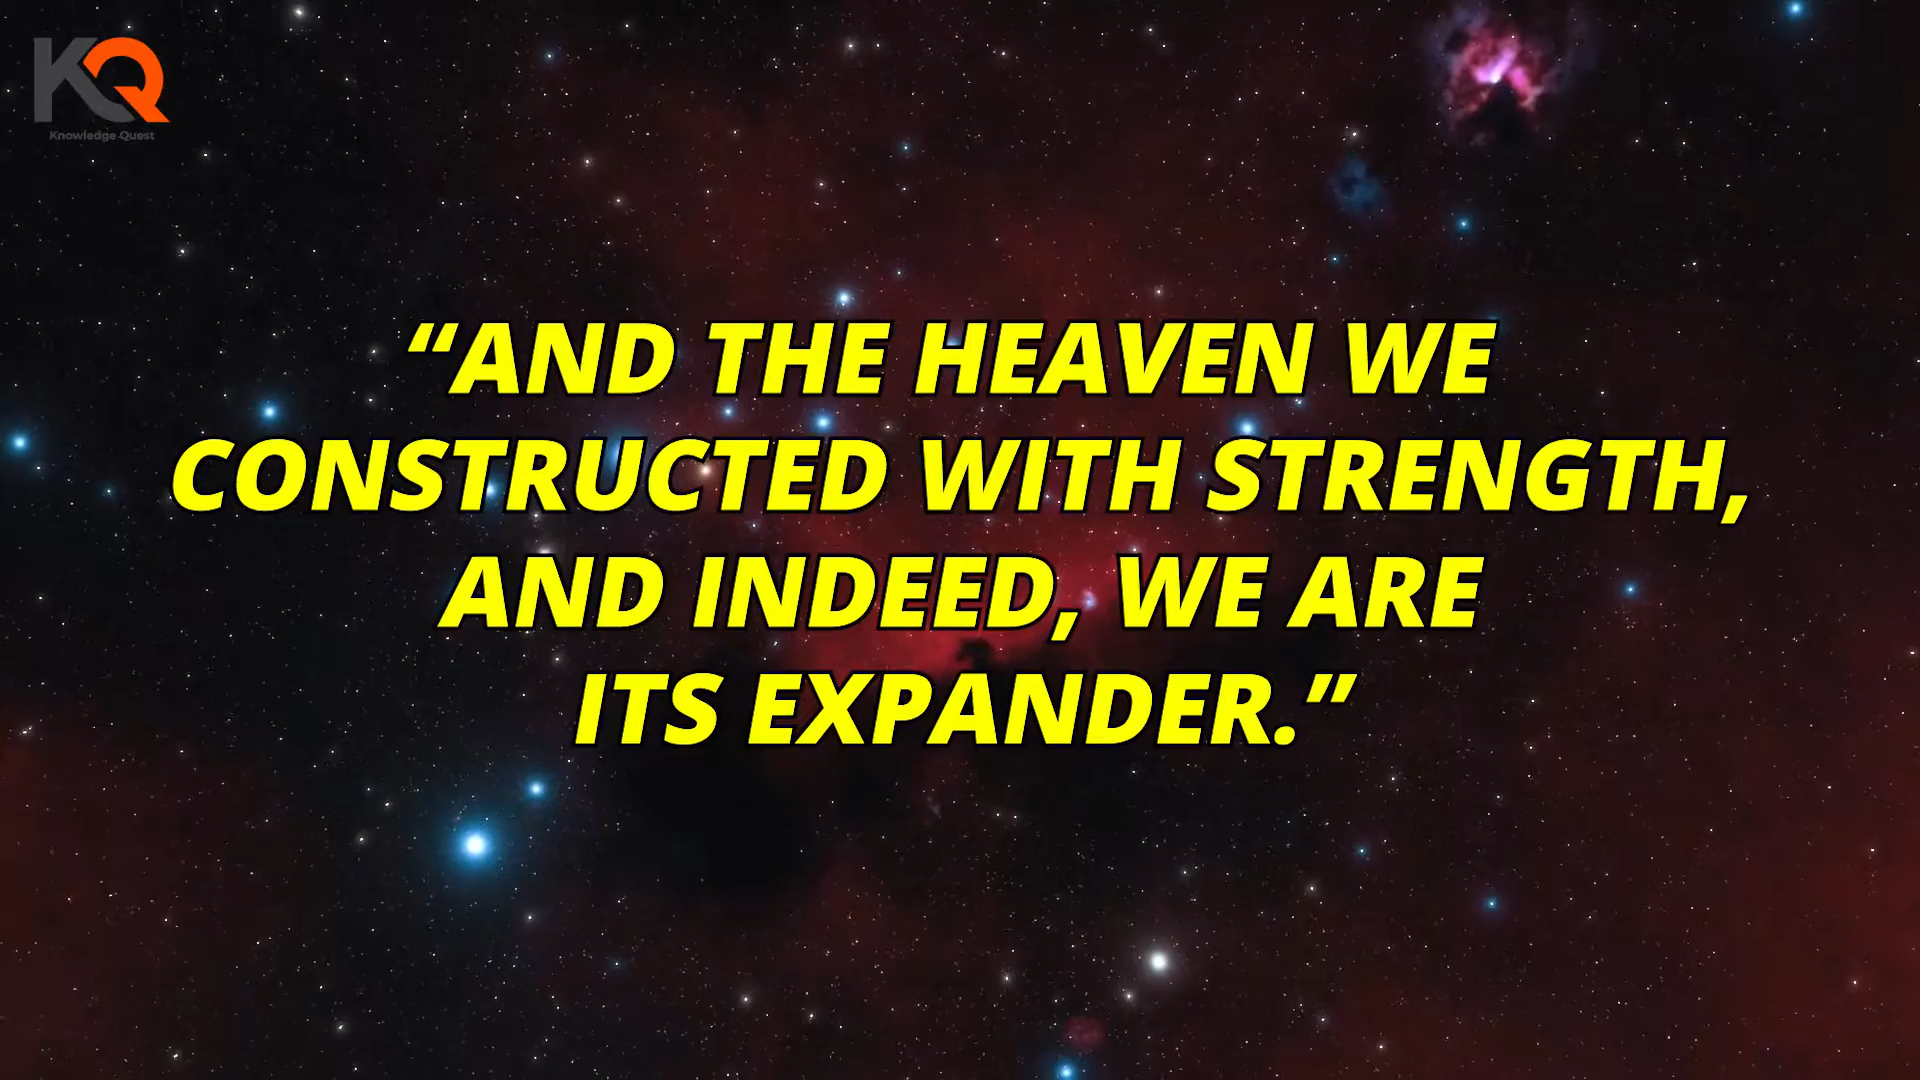 KQ
Knowledge Quest
“AND THE HEAVEN WE
CONSTRUCTED WITH STRENGTH,
AND INDEED, WE ARE
ITS EXPANDER.”